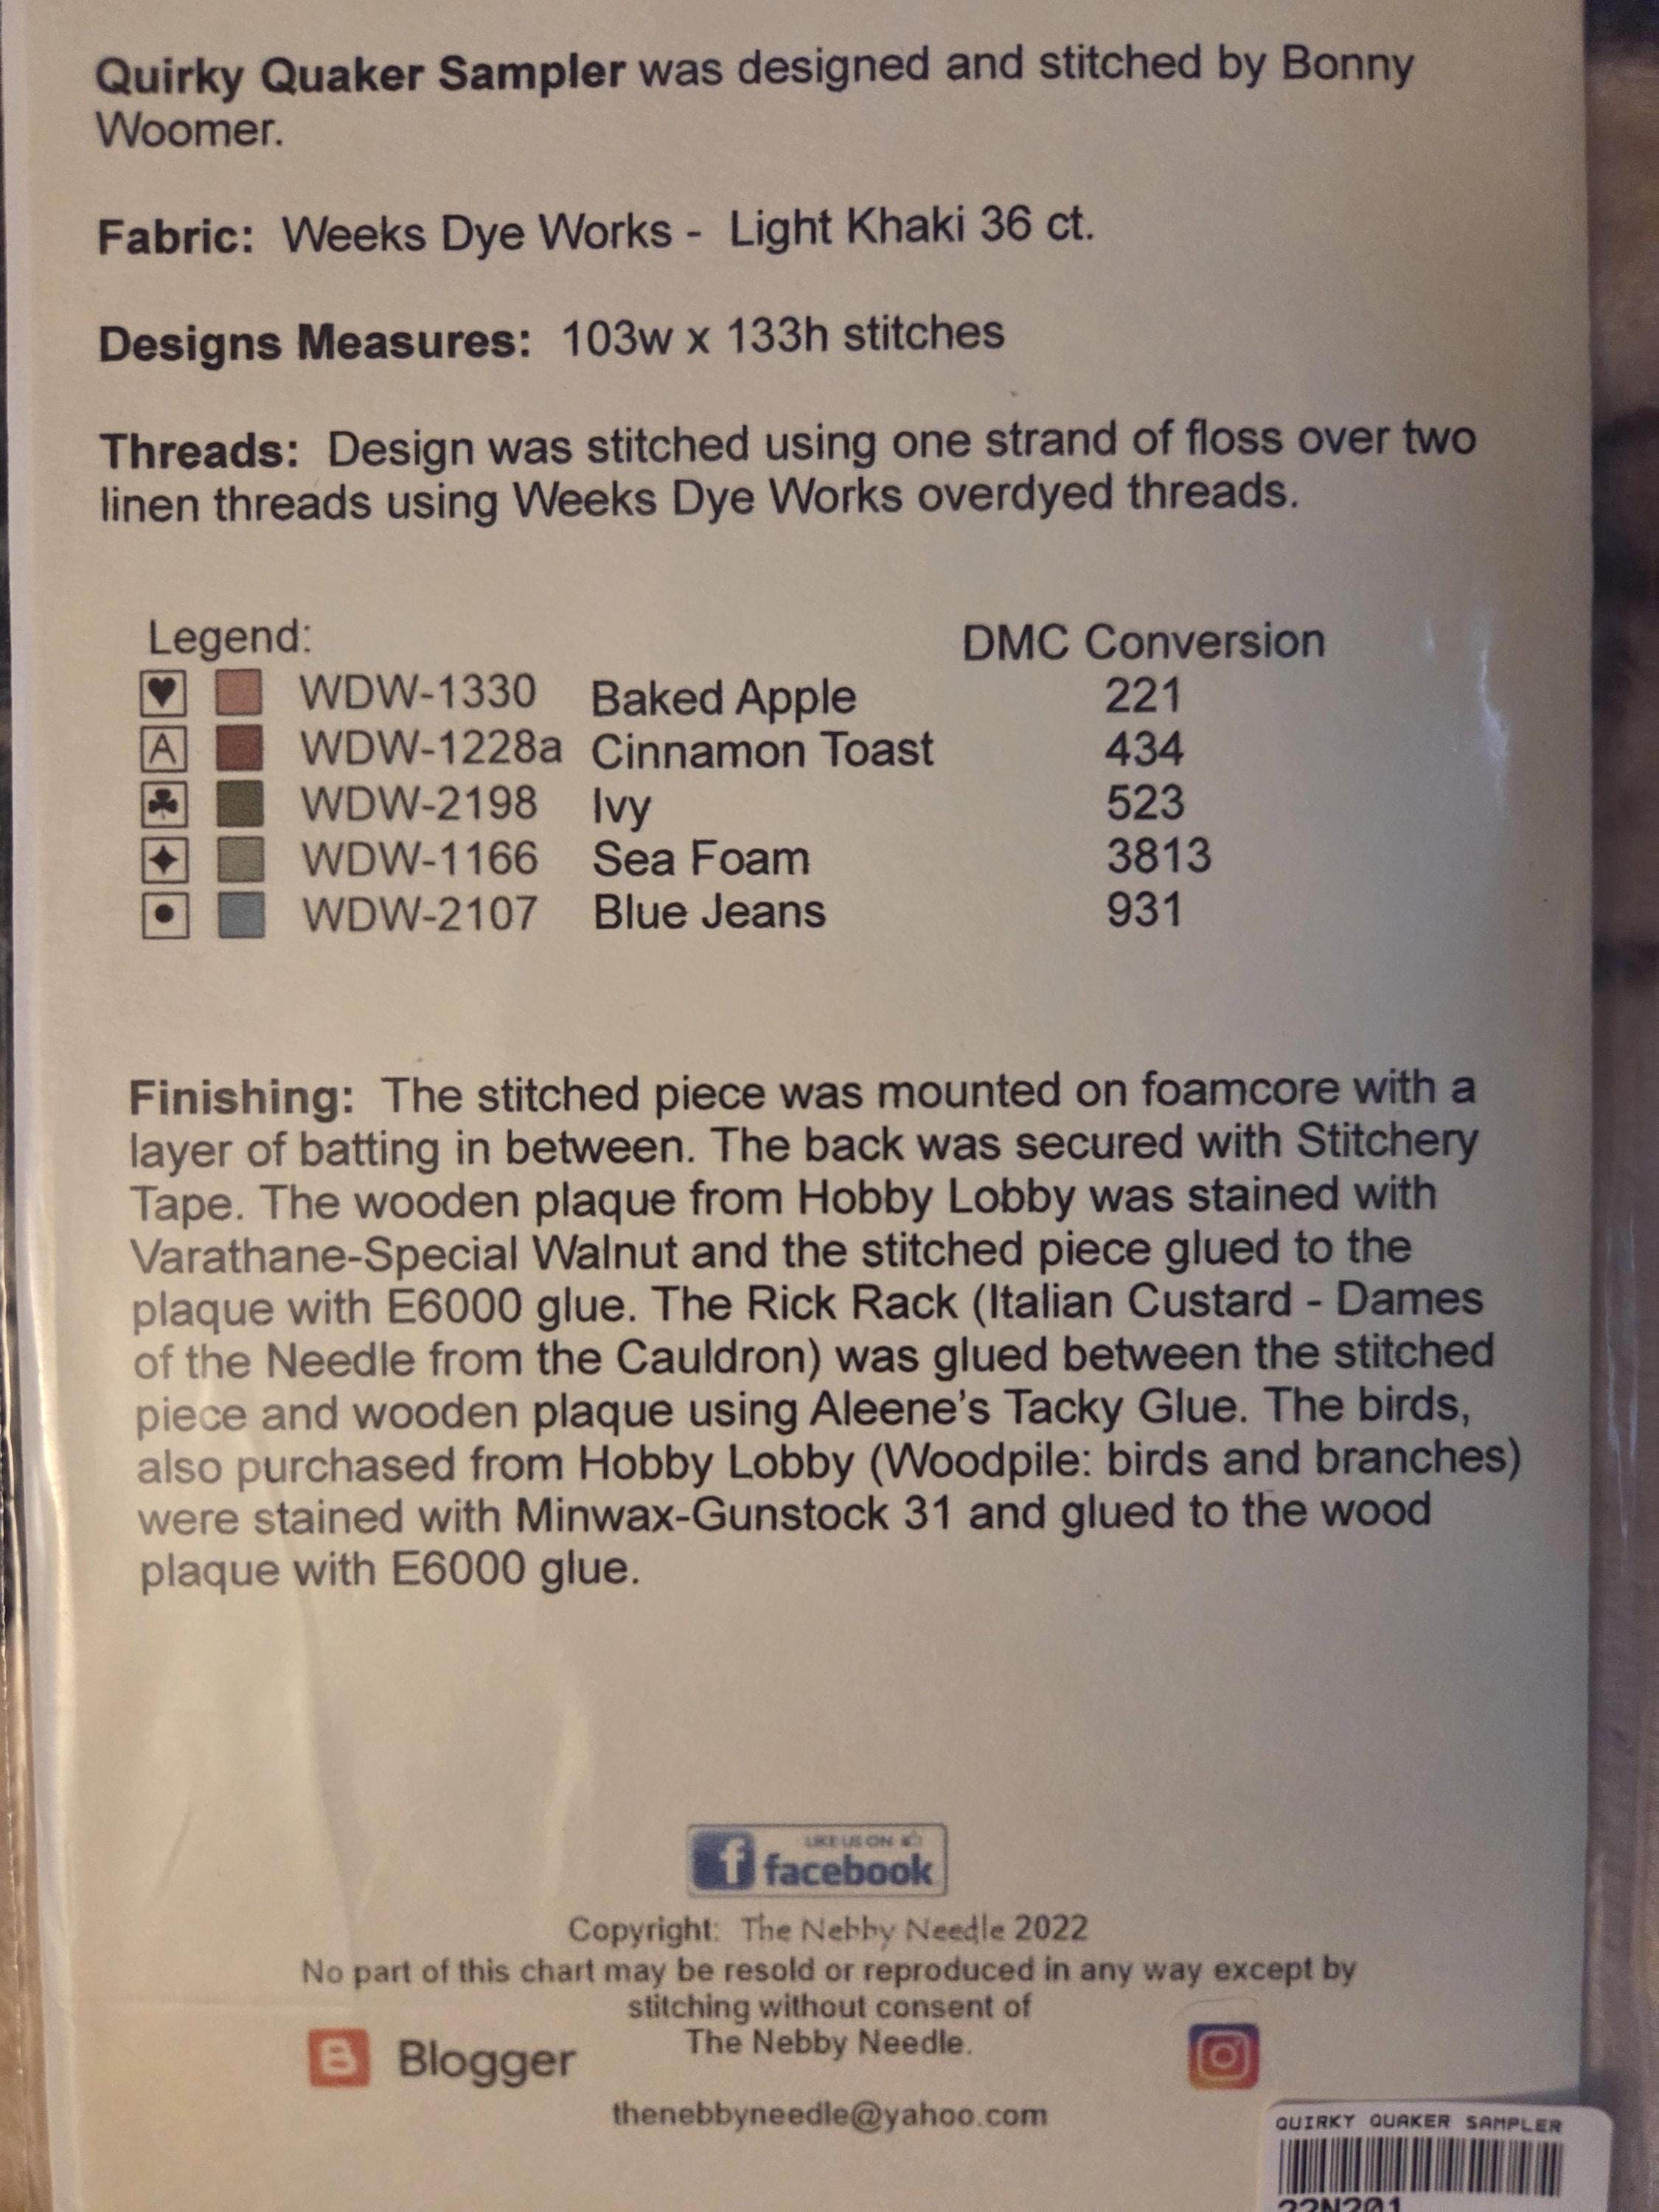 Quirky Quaker Sampler was designed and stitched by Bonny
Woomer.
Fabric: Weeks Dye Works - Light Khaki 36 ct.
Designs Measures: 103w x 133h stitches
Threads: Design was stitched using one strand of floss over two
linen threads using Weeks Dye Works overdyed threads.
Legend: DMC Conversion
♥ WDW-1330 Baked Apple 221
A WDW-1228a Cinnamon Toast 434
♣ WDW-2198 Ivy 523
✦ WDW-1166 Sea Foam 3813
● WDW-2107 Blue Jeans 931
Finishing: The stitched piece was mounted on foamcore with a
layer of batting in between. The back was secured with Stitchery
Tape. The wooden plaque from Hobby Lobby was stained with
Varathane-Special Walnut and the stitched piece glued to the
plaque with E6000 glue. The Rick Rack (Italian Custard - Dames
of the Needle from the Cauldron) was glued between the stitched
piece and wooden plaque using Aleene's Tacky Glue. The birds,
also purchased from Hobby Lobby (Woodpile: birds and branches)
were stained with Minwax-Gunstock 31 and glued to the wood
plaque with E6000 glue.
LIKE US ON
f facebook
Copyright: The Nebby Needle 2022
No part of this chart may be resold or reproduced in any way except by
stitching without consent of
The Nebby Needle.
B Blogger
thenebbyneedle@yahoo.com
QUIRKY QUAKER SAMPLER
22N201